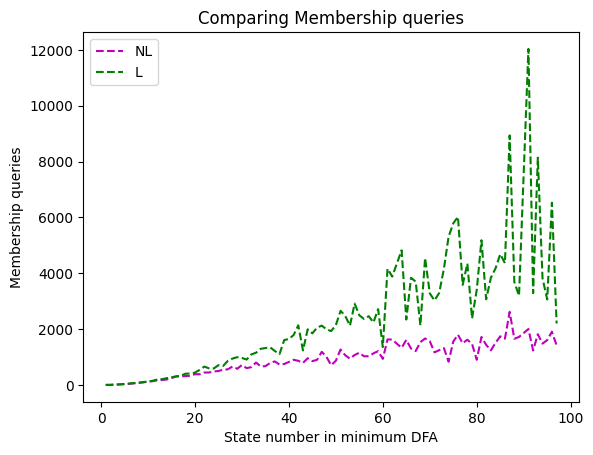 Comparing Membership queries
NL
L
Membership queries
12000
10000
8000
6000
4000
2000
0
0 20 40 60 80 100
State number in minimum DFA